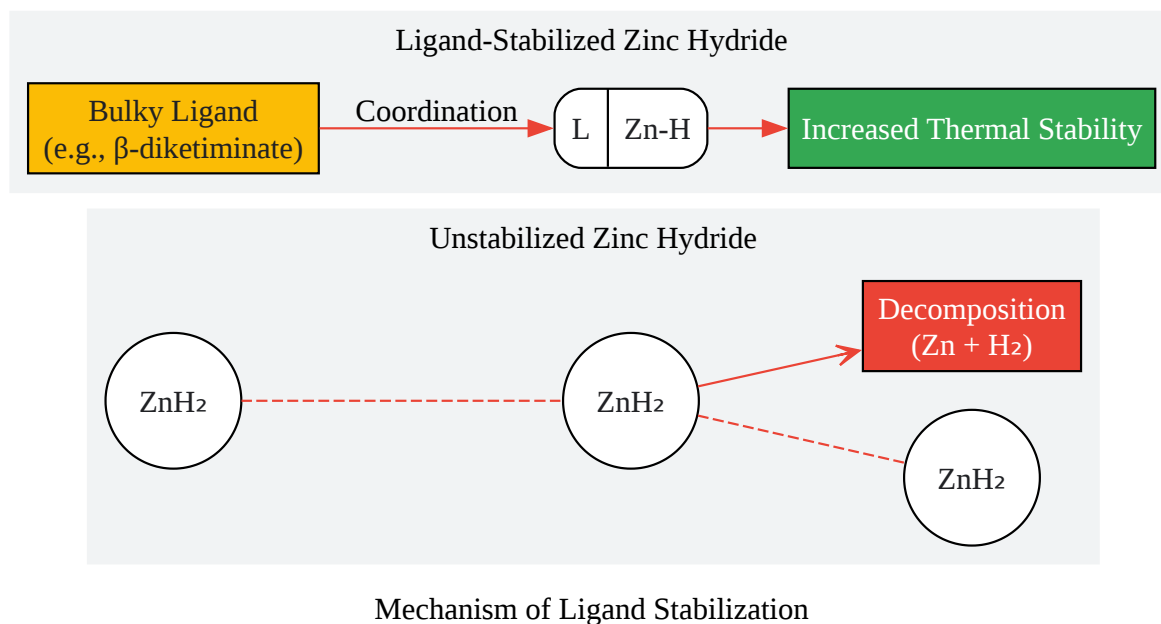 Ligand-Stabilized Zinc Hydride
Bulky Ligand
(e.g., β-diketiminate)
Coordination
L
Zn-H
Increased Thermal Stability
Unstabilized Zinc Hydride
Decomposition
(Zn + H₂)
ZnH₂
ZnH₂
ZnH₂
Mechanism of Ligand Stabilization